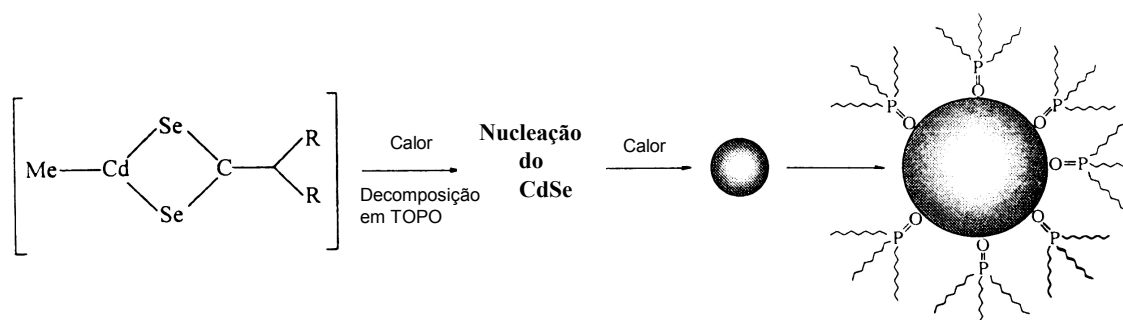 Me
Cd
Se
Se
C
R
R
Calor
Decomposição
em TOPO
Nucleação
do
CdSe
Calor
P
O
P
O
P
O
O=P
P
O
P
O
P
O
P
O